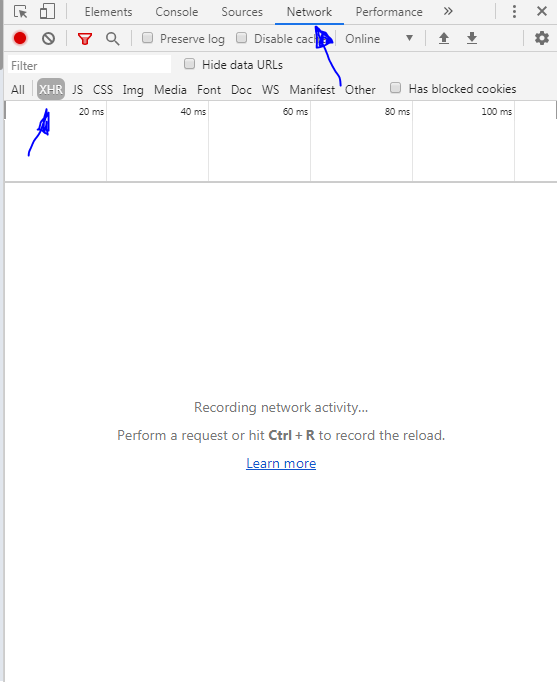 Elements Console Sources Network Performance »
Preserve log Disable cache Online
Filter Hide data URLs
All XHR JS CSS Img Media Font Doc WS Manifest Other Has blocked cookies
20 ms 40 ms 60 ms 80 ms 100 ms
Recording network activity...
Perform a request or hit Ctrl + R to record the reload.
Learn more